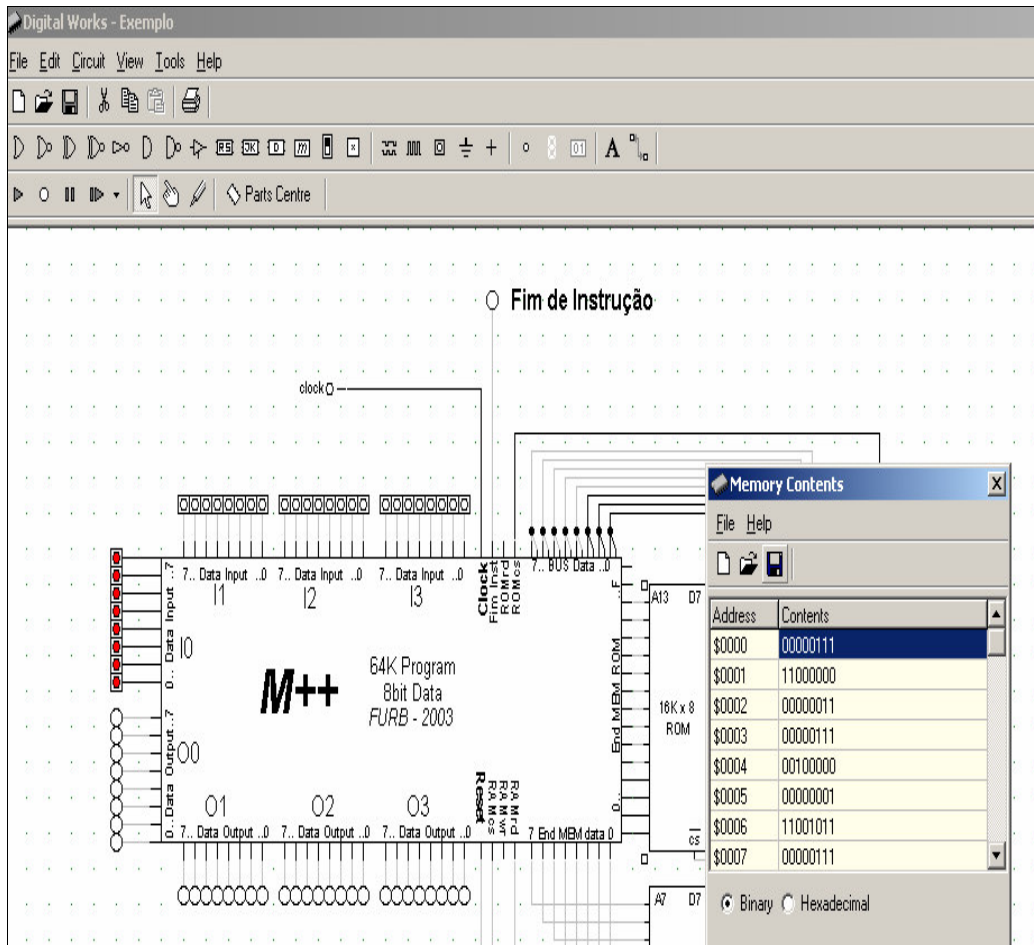 Digital Works - Exemplo
File Edit Circuit View Tools Help
RS JK D m x 01 A
Parts Centre
Fim de Instrução
clock
Memory Contents
File Help
Address Contents
$0000 00000111
$0001 11000000
$0002 00000011
$0003 00000111
$0004 00100000
$0005 00000001
$0006 11001011
$0007 00000111
Binary Hexadecimal
7.. Data Input ..0 7.. Data Input ..0 7.. Data Input ..0
I1 I2 I3
Clock
Fim Inst
ROMrd
ROMcs
7.. BUS Data ..0
..F
0.. Data Input ..7
I0
M++
64K Program
8bit Data
FURB - 2003
End MEM ROM
0..
A13 D7
16K x 8
ROM
cs
0.. Data Output ..7
O0
O1 O2 O3
7.. Data Output ..0 7.. Data Output ..0 7.. Data Output ..0
Reset
RAMcs
RAMwr
RAMrd
7 End MEM data 0
A7 D7